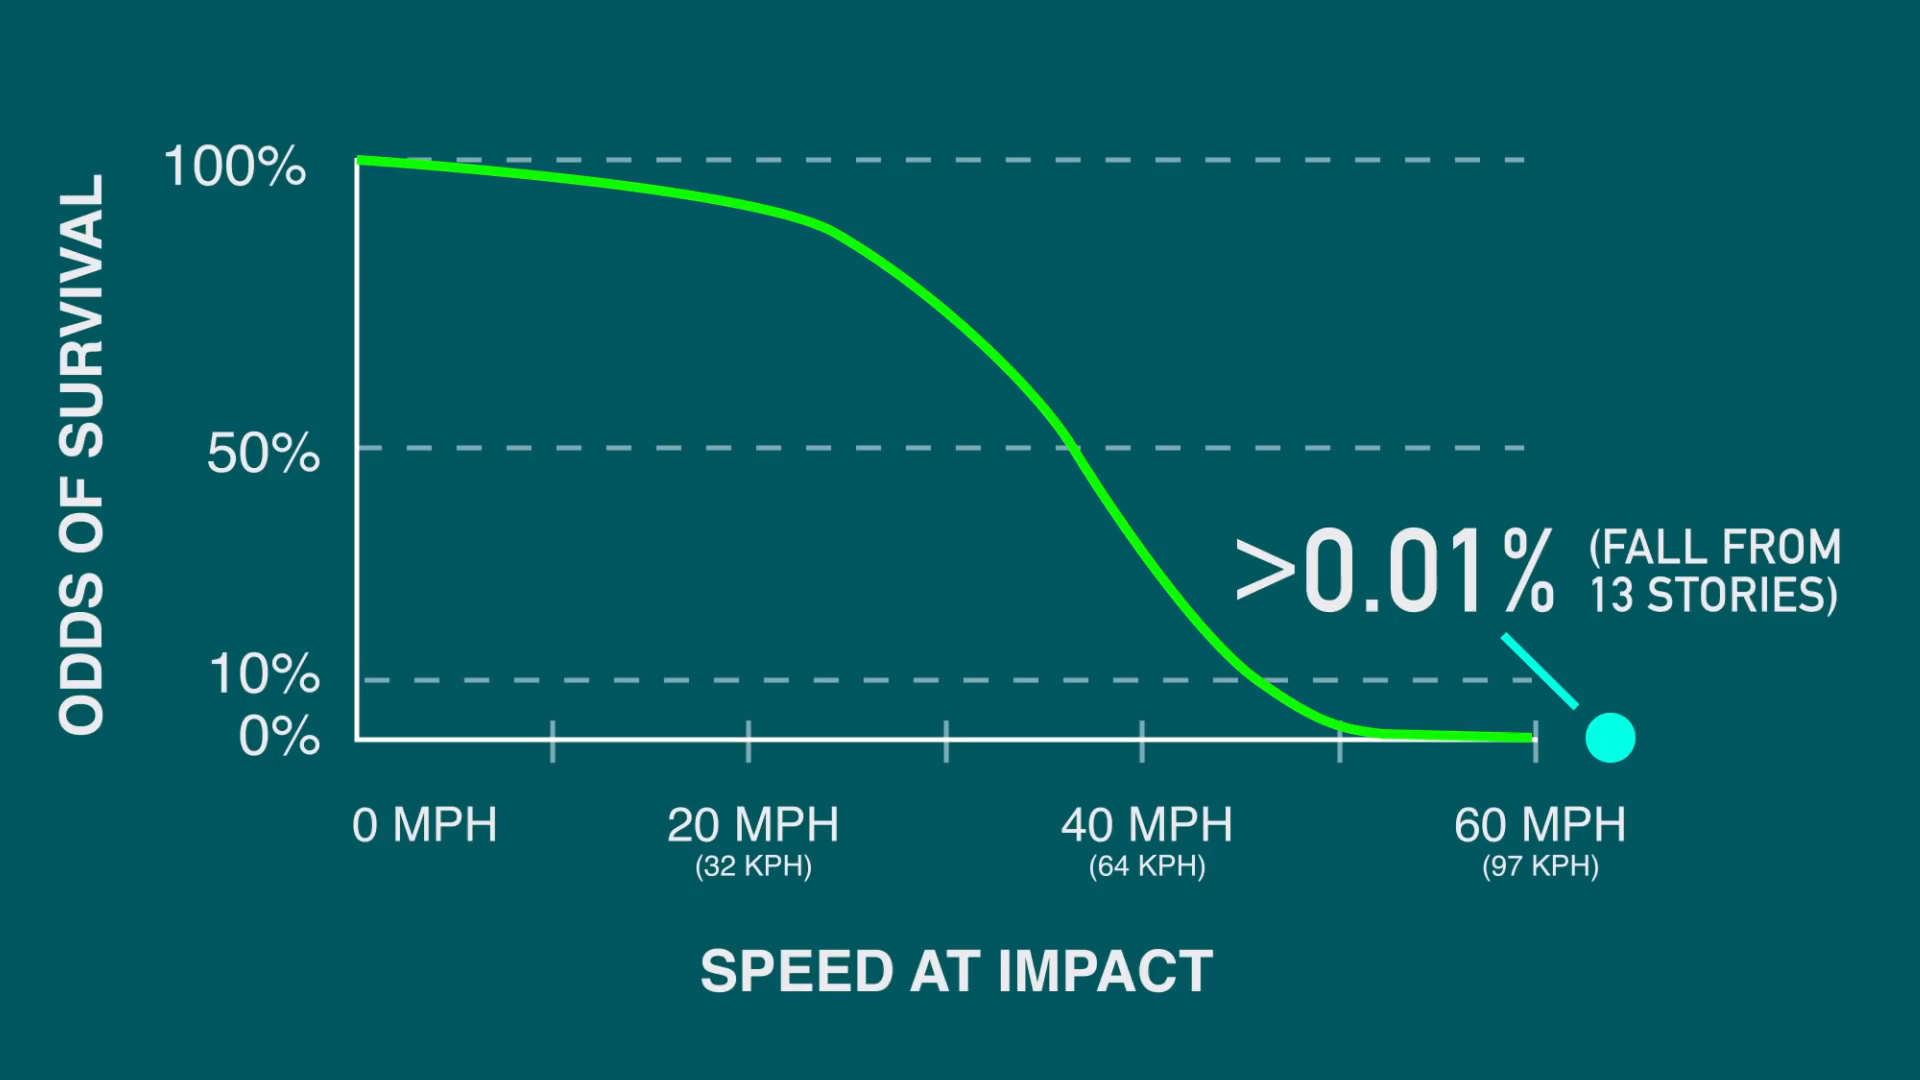 ODDS OF SURVIVAL
100%
50%
10%
0%
>0.01%
(FALL FROM
13 STORIES)
0 MPH
20 MPH
(32 KPH)
40 MPH
(64 KPH)
60 MPH
(97 KPH)
SPEED AT IMPACT